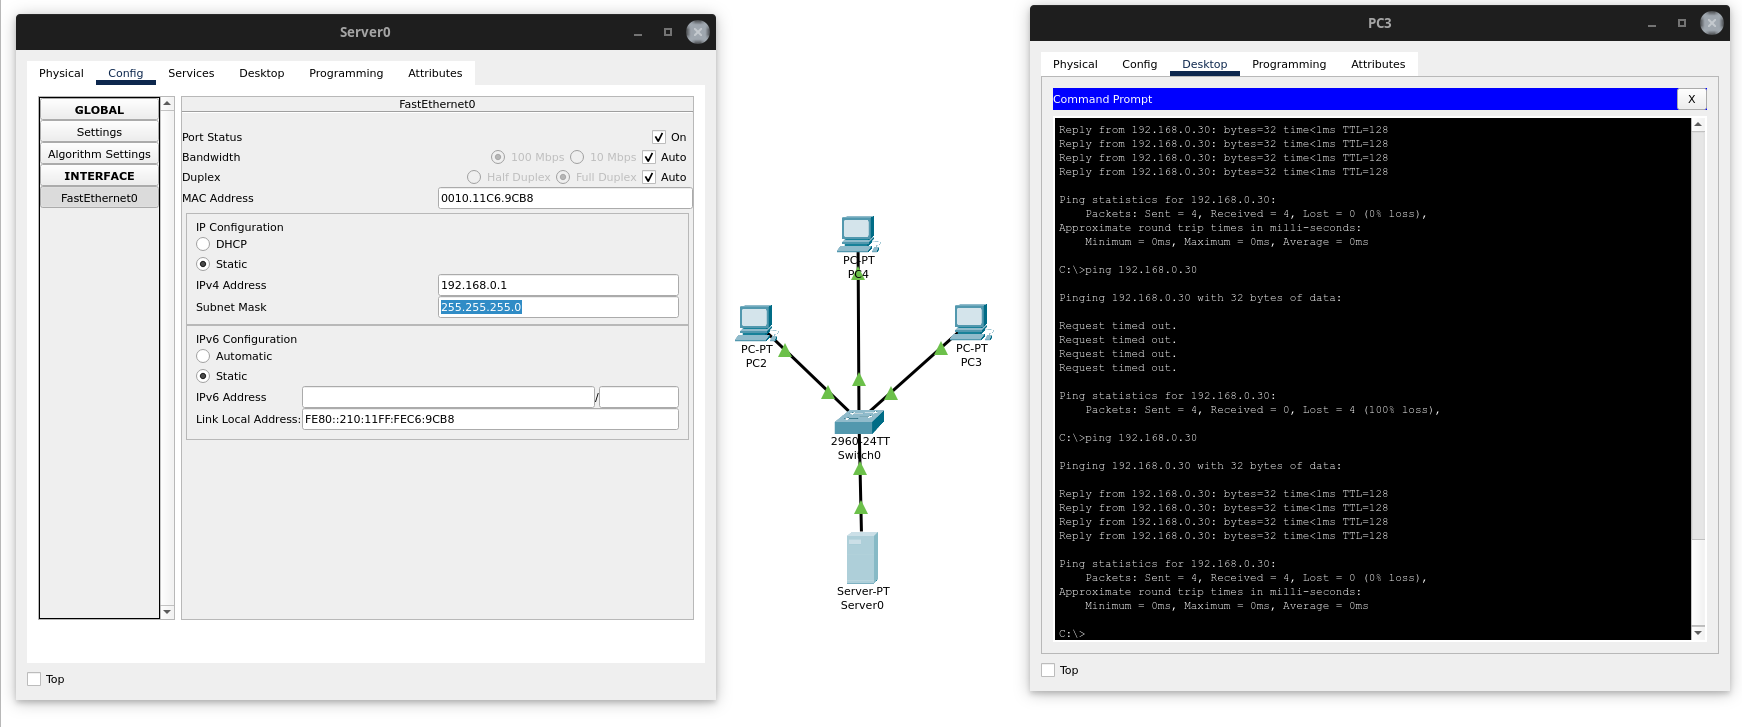 Server0
Physical Config Services Desktop Programming Attributes
GLOBAL
Settings
Algorithm Settings
INTERFACE
FastEthernet0
FastEthernet0
Port Status On
Bandwidth 100 Mbps 10 Mbps Auto
Duplex Half Duplex Full Duplex Auto
MAC Address 0010.11C6.9CB8
IP Configuration
DHCP
Static
IPv4 Address 192.168.0.1
Subnet Mask 255.255.255.0
IPv6 Configuration
Automatic
Static
IPv6 Address /
Link Local Address: FE80::210:11FF:FEC6:9CB8
Top
PC-PT
PC4
PC-PT
PC2
PC-PT
PC3
2960-24TT
Switch0
Server-PT
Server0
PC3
Physical Config Desktop Programming Attributes
Command Prompt X
Reply from 192.168.0.30: bytes=32 time<1ms TTL=128
Reply from 192.168.0.30: bytes=32 time<1ms TTL=128
Reply from 192.168.0.30: bytes=32 time<1ms TTL=128
Reply from 192.168.0.30: bytes=32 time<1ms TTL=128
Ping statistics for 192.168.0.30:
Packets: Sent = 4, Received = 4, Lost = 0 (0% loss),
Approximate round trip times in milli-seconds:
Minimum = 0ms, Maximum = 0ms, Average = 0ms
C:\>ping 192.168.0.30
Pinging 192.168.0.30 with 32 bytes of data:
Request timed out.
Request timed out.
Request timed out.
Request timed out.
Ping statistics for 192.168.0.30:
Packets: Sent = 4, Received = 0, Lost = 4 (100% loss),
C:\>ping 192.168.0.30
Pinging 192.168.0.30 with 32 bytes of data:
Reply from 192.168.0.30: bytes=32 time<1ms TTL=128
Reply from 192.168.0.30: bytes=32 time<1ms TTL=128
Reply from 192.168.0.30: bytes=32 time<1ms TTL=128
Reply from 192.168.0.30: bytes=32 time<1ms TTL=128
Ping statistics for 192.168.0.30:
Packets: Sent = 4, Received = 4, Lost = 0 (0% loss),
Approximate round trip times in milli-seconds:
Minimum = 0ms, Maximum = 0ms, Average = 0ms
C:\>
Top